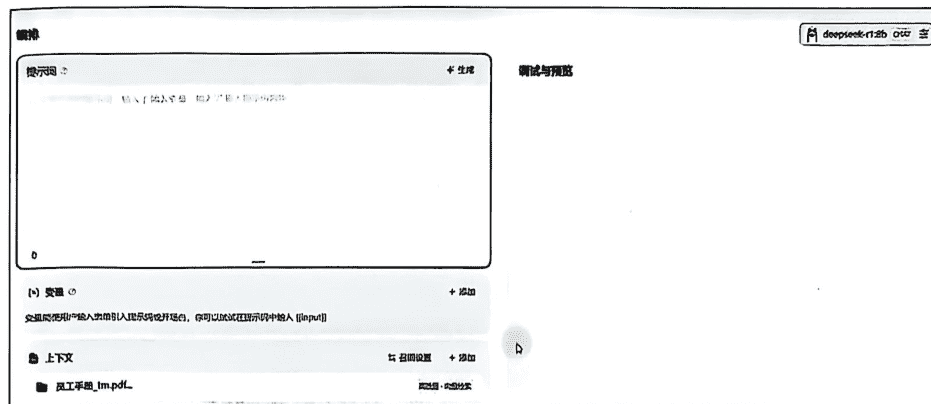 编排
deepseek-r1:8b CHAT
提示词
生成
调试与预览
0
{x} 变量
+ 添加
变量能使用户输入表单引入提示词或开场白，你可以试试在提示词中输入 {{input}}
上下文
召回设置
+ 添加
员工手册_tm.pdf...